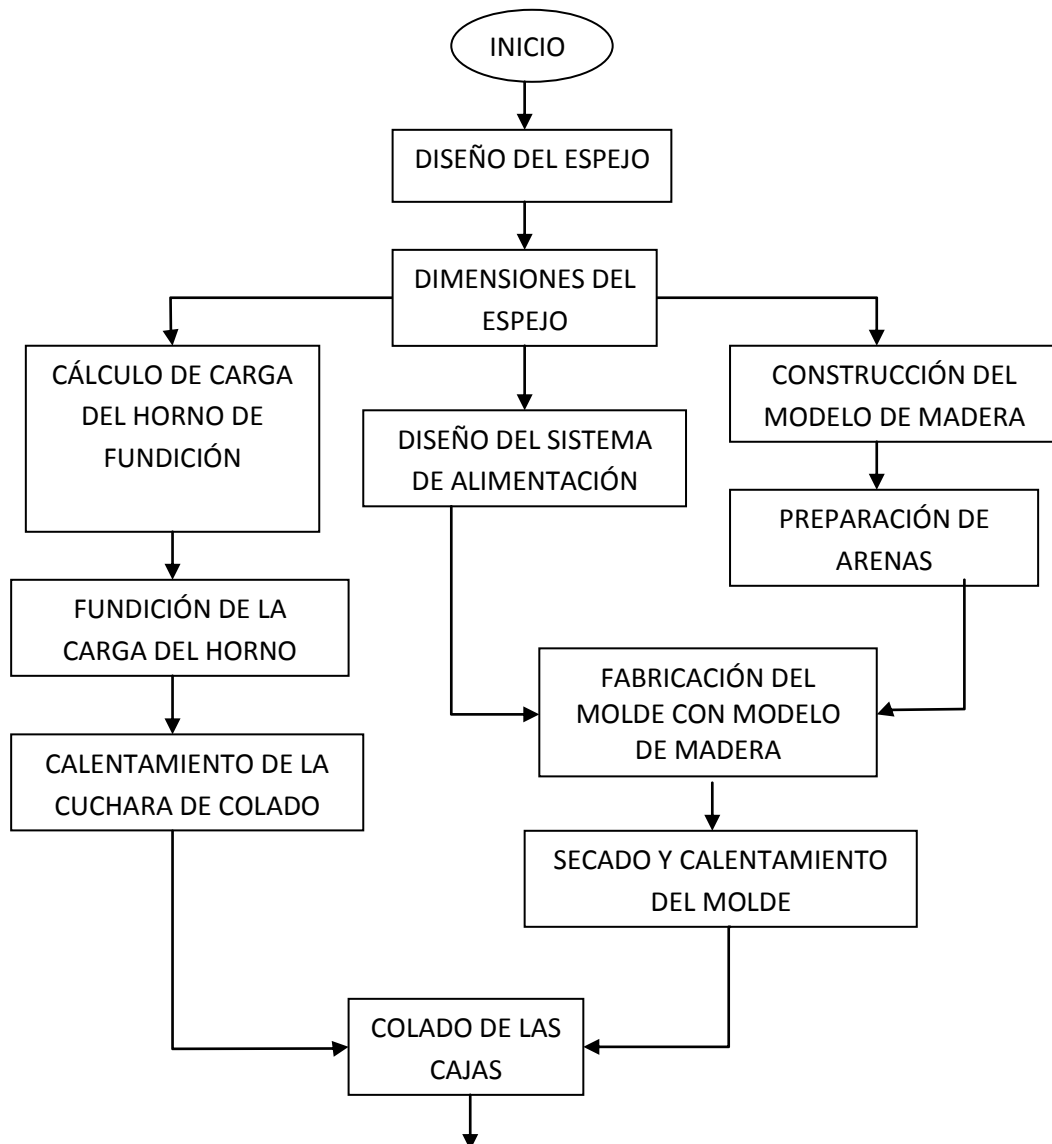 INICIO
DISEÑO DEL ESPEJO
DIMENSIONES DEL
ESPEJO
CÁLCULO DE CARGA
DEL HORNO DE
FUNDICIÓN
DISEÑO DEL SISTEMA
DE ALIMENTACIÓN
CONSTRUCCIÓN DEL
MODELO DE MADERA
PREPARACIÓN DE
ARENAS
FUNDICIÓN DE LA
CARGA DEL HORNO
FABRICACIÓN DEL
MOLDE CON MODELO
DE MADERA
CALENTAMIENTO DE LA
CUCHARA DE COLADO
SECADO Y CALENTAMIENTO
DEL MOLDE
COLADO DE LAS
CAJAS